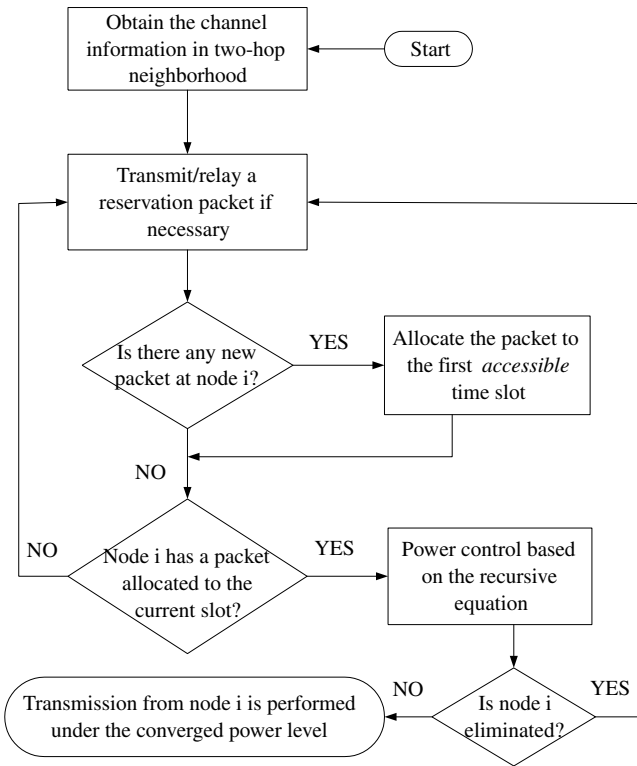 Obtain the channel
information in two-hop
neighborhood
Start
Transmit/relay a
reservation packet if
necessary
Is there any new
packet at node i?
YES
Allocate the packet to
the first accessible
time slot
NO
NO
Node i has a packet
allocated to the
current slot?
YES
Power control based
on the recursive
equation
Transmission from node i is performed
under the converged power level
NO
Is node i
eliminated?
YES